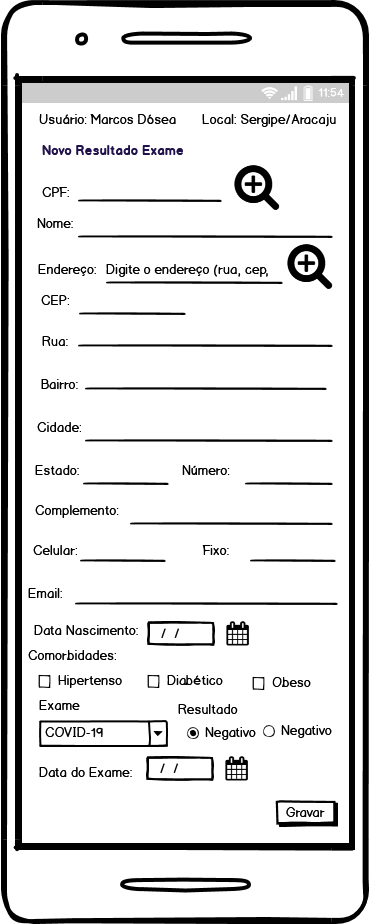 11:54
Usuário: Marcos Dósea Local: Sergipe/Aracaju
Novo Resultado Exame
CPF:
Nome:
Endereço: Digite o endereço (rua, cep,
CEP:
Rua:
Bairro:
Cidade:
Estado: Número:
Complemento:
Celular: Fixo:
Email:
Data Nascimento: / /
Comorbidades:
Hipertenso Diabético Obeso
Exame Resultado
COVID-19 Negativo Negativo
Data do Exame: / /
Gravar